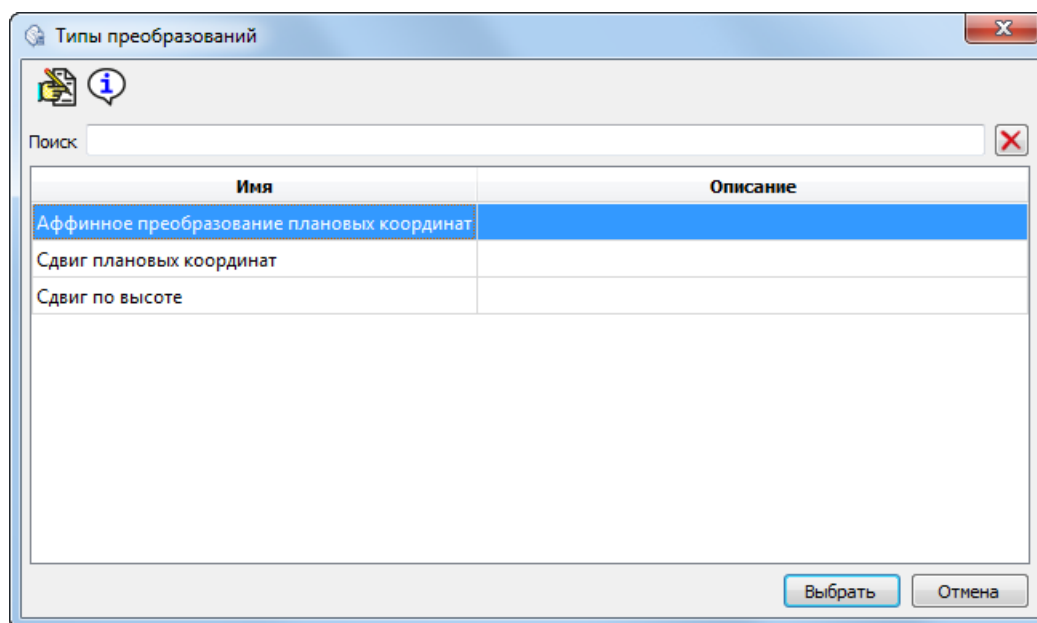 Типы преобразований
Поиск
Имя Описание
Аффинное преобразование плановых координат
Сдвиг плановых координат
Сдвиг по высоте
Выбрать Отмена